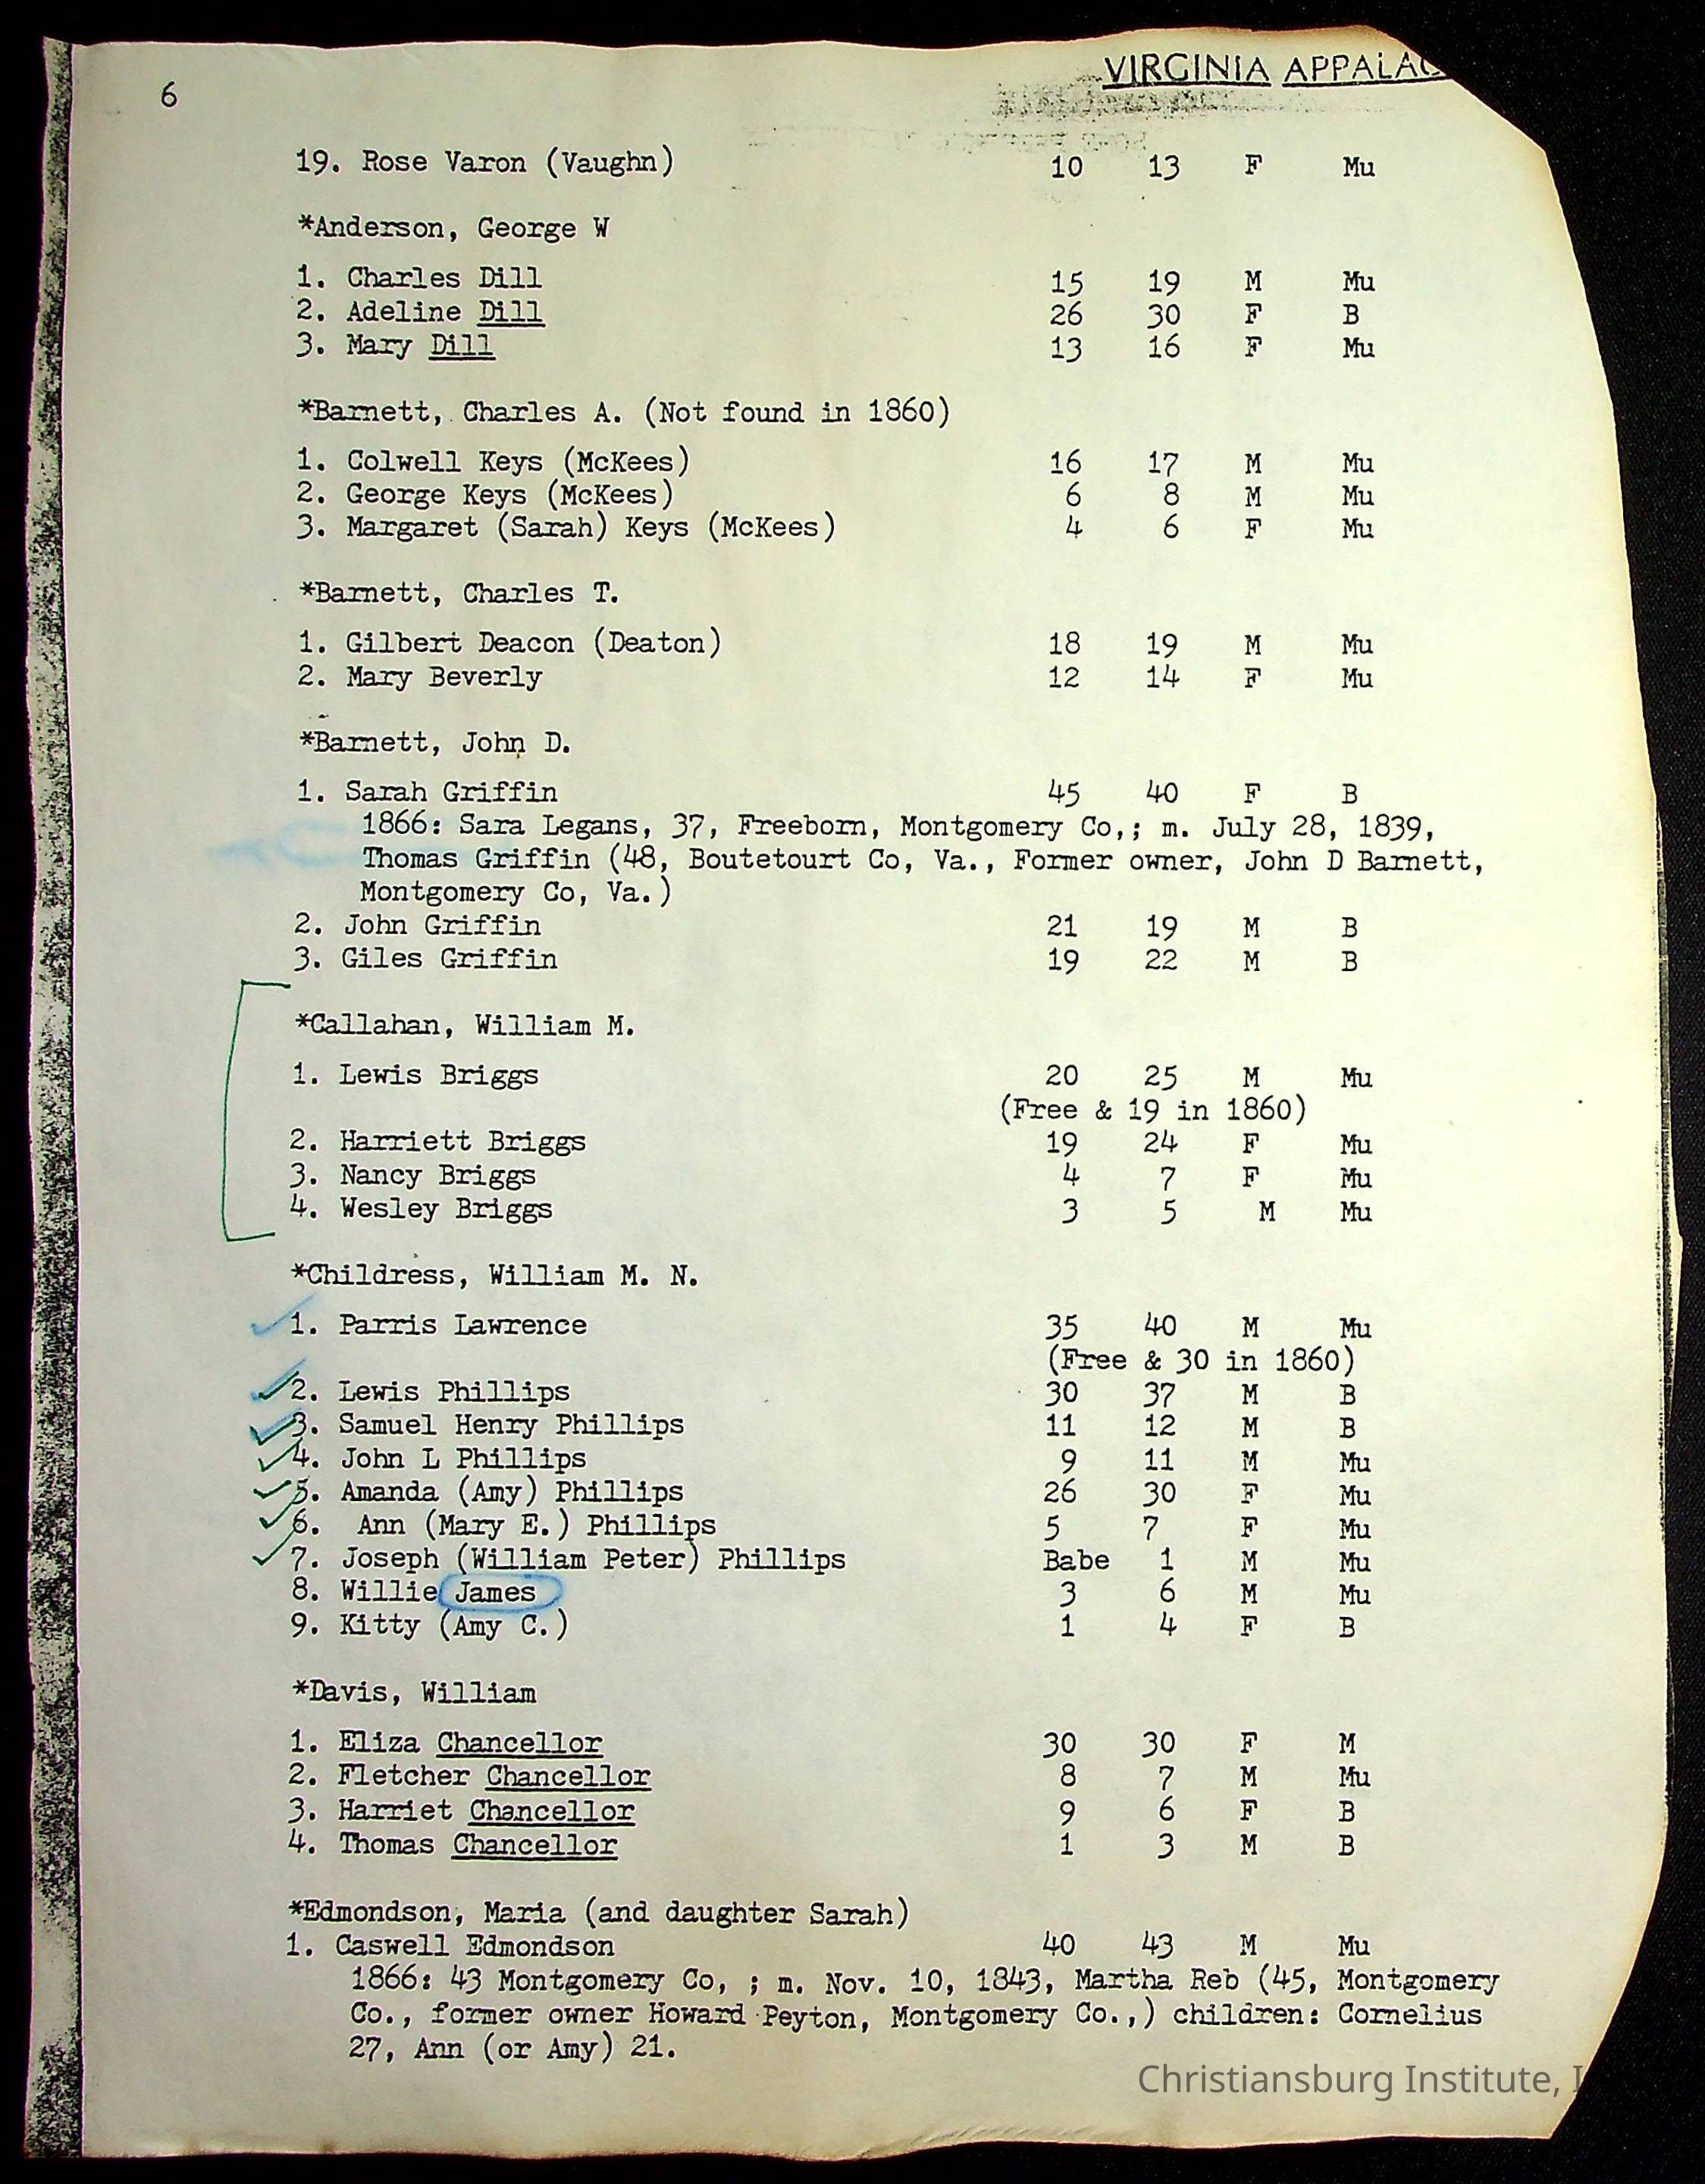 VIRGINIA APPALAC
6
19. Rose Varon (Vaughn) 10 13 F Mu
*Anderson, George W
1. Charles Dill 15 19 M Mu
2. Adeline Dill 26 30 F B
3. Mary Dill 13 16 F Mu
*Barnett, Charles A. (Not found in 1860)
1. Colwell Keys (McKees) 16 17 M Mu
2. George Keys (McKees) 6 8 M Mu
3. Margaret (Sarah) Keys (McKees) 4 6 F Mu
*Barnett, Charles T.
1. Gilbert Deacon (Deaton) 18 19 M Mu
2. Mary Beverly 12 14 F Mu
*Barnett, John D.
1. Sarah Griffin 45 40 F B
1866: Sara Legans, 37, Freeborn, Montgomery Co,; m. July 28, 1839,
Thomas Griffin (48, Boutetourt Co, Va., Former owner, John D Barnett,
Montgomery Co, Va.)
2. John Griffin 21 19 M B
3. Giles Griffin 19 22 M B
*Callahan, William M.
1. Lewis Briggs 20 25 M Mu
(Free & 19 in 1860)
2. Harriett Briggs 19 24 F Mu
3. Nancy Briggs 4 7 F Mu
4. Wesley Briggs 3 5 M Mu
*Childress, William M. N.
1. Parris Lawrence 35 40 M Mu
(Free & 30 in 1860)
2. Lewis Phillips 30 37 M B
3. Samuel Henry Phillips 11 12 M B
4. John L Phillips 9 11 M Mu
5. Amanda (Amy) Phillips 26 30 F Mu
6. Ann (Mary E.) Phillips 5 7 F Mu
7. Joseph (William Peter) Phillips Babe 1 M Mu
8. Willie James 3 6 M Mu
9. Kitty (Amy C.) 1 4 F B
*Davis, William
1. Eliza Chancellor 30 30 F M
2. Fletcher Chancellor 8 7 M Mu
3. Harriet Chancellor 9 6 F B
4. Thomas Chancellor 1 3 M B
*Edmondson, Maria (and daughter Sarah)
1. Caswell Edmondson 40 43 M Mu
1866: 43 Montgomery Co, ; m. Nov. 10, 1843, Martha Reb (45, Montgomery
Co., former owner Howard Peyton, Montgomery Co.,) children: Cornelius
27, Ann (or Amy) 21.
Christiansburg Institute, I